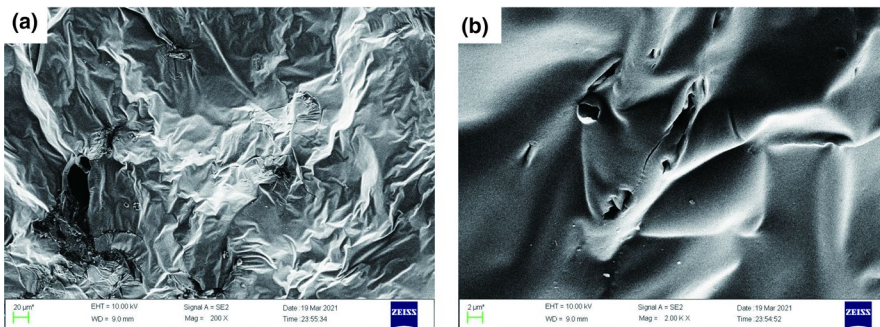 (a)
20 µm*
EHT = 10.00 kV
Signal A = SE2
Date :19 Mar 2021
WD = 9.0 mm
Mag = 200 X
Time :23:55:34
ZEISS
(b)
2 µm*
EHT = 10.00 kV
Signal A = SE2
Date :19 Mar 2021
WD = 9.0 mm
Mag = 2.00 K X
Time :23:54:52
ZEISS